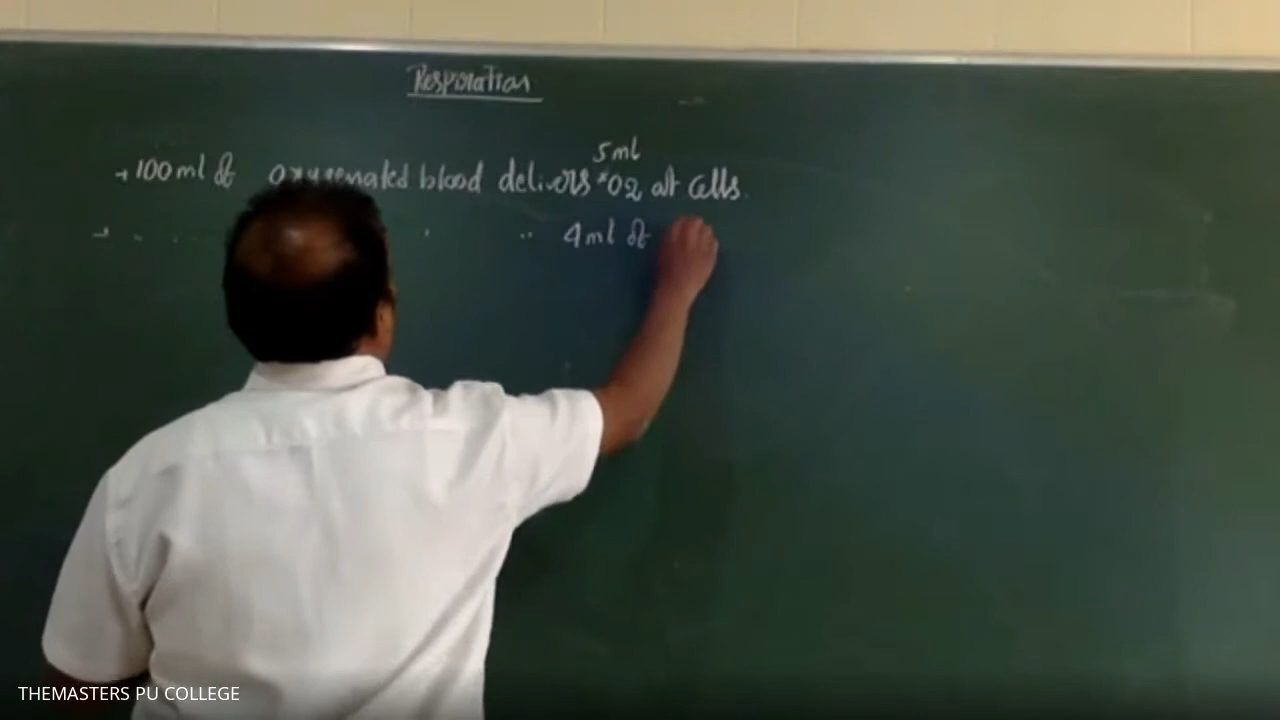 Respiration
5ml
→ 100 ml of oxygenated blood delivers ^O2 at cells.
→ 4ml of
THEMASTERS PU COLLEGE